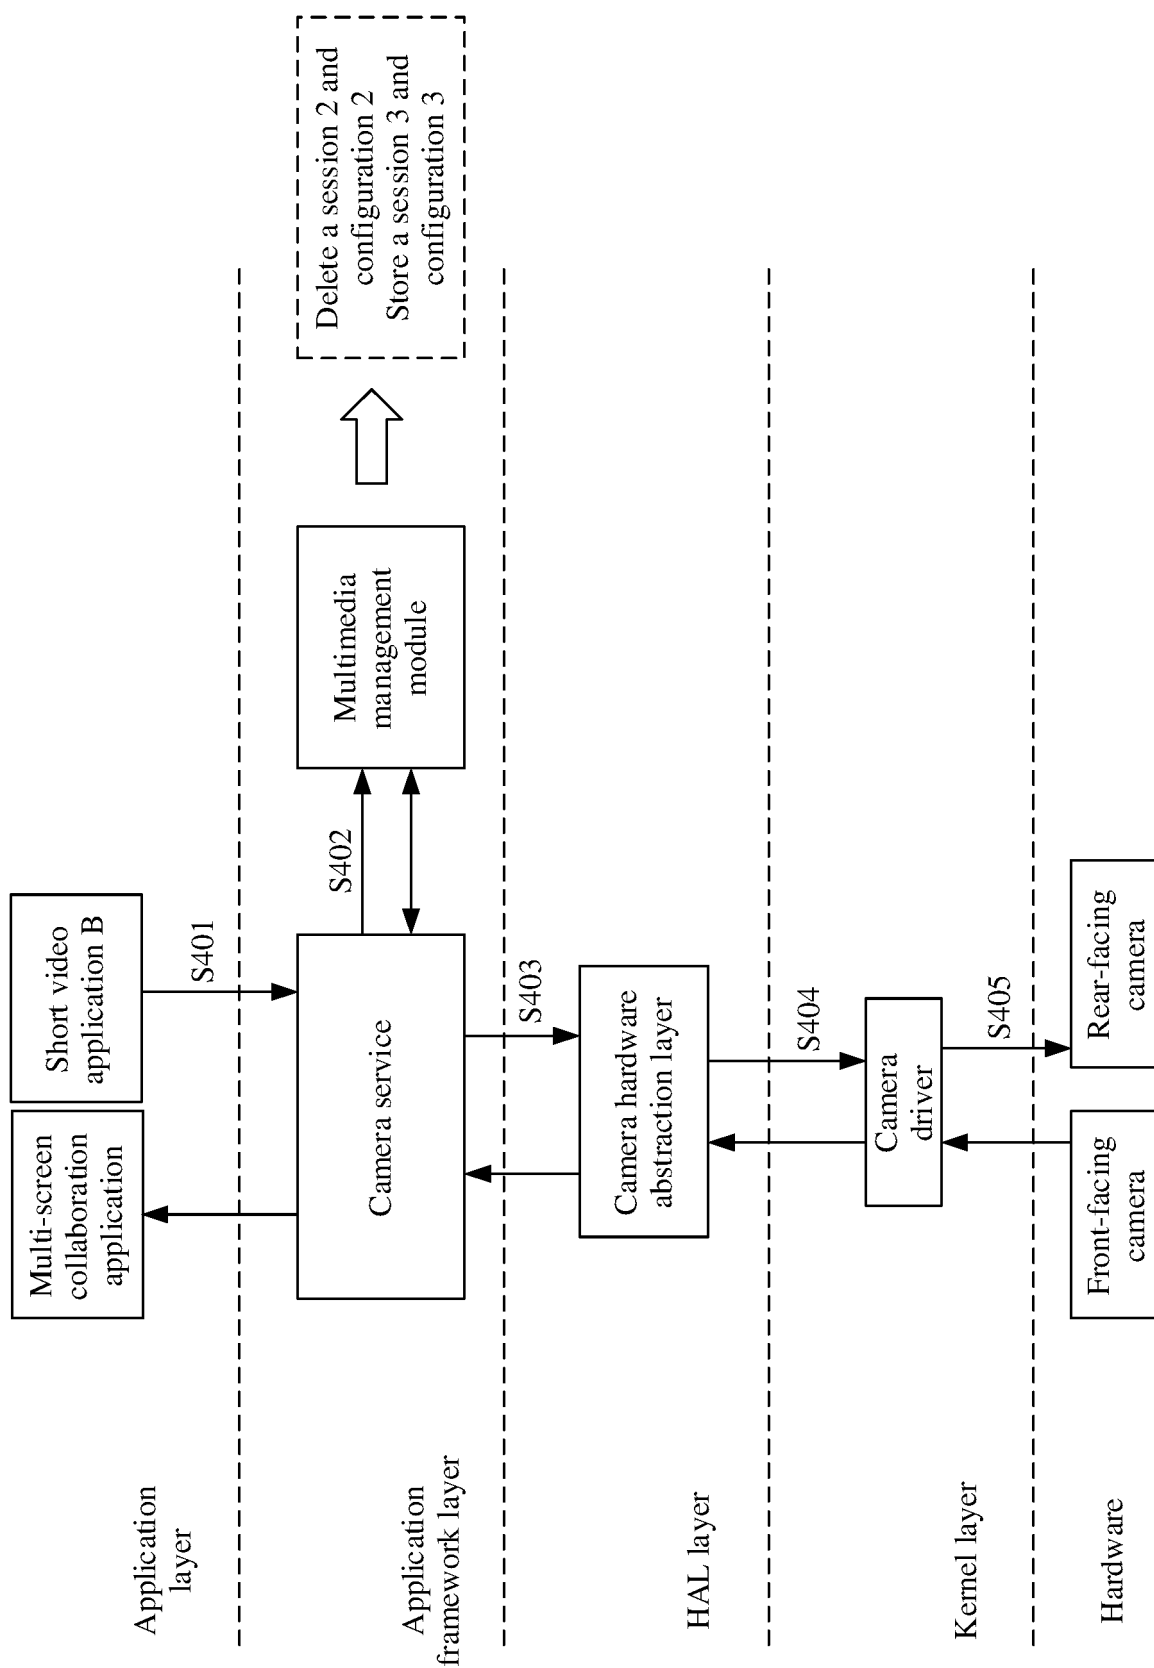 Application
layer
Multi-screen
collaboration
application
Short video
application B
S401
Application
framework layer
Camera service
S402
Multimedia
management
module
Delete a session 2 and
configuration 2
Store a session 3 and
configuration 3
S403
HAL layer
Camera hardware
abstraction layer
S404
Kernel layer
Camera
driver
S405
Hardware
Front-facing
camera
Rear-facing
camera